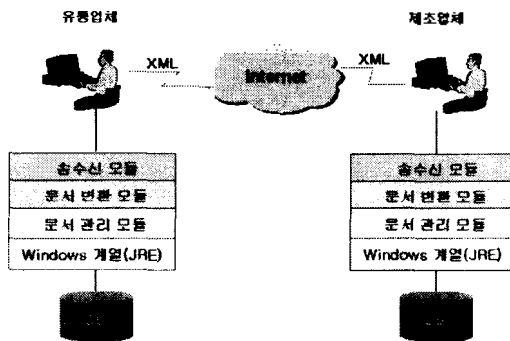 유통업체
제조업체
XML
Internet
XML
송수신 모듈
문서 변환 모듈
문서 관리 모듈
Windows 계열(JRE)
송수신 모듈
문서 변환 모듈
문서 관리 모듈
Windows 계열(JRE)